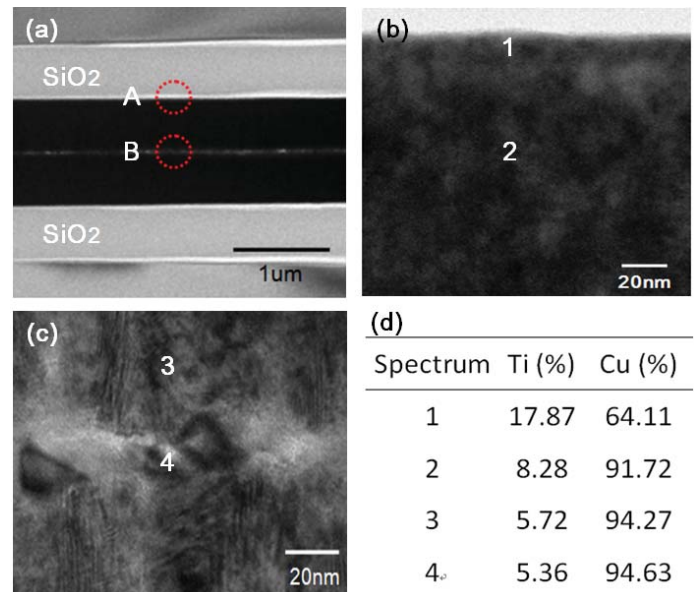 (a)
SiO2
A
B
SiO2
1um
(b)
1
2
20nm
(c)
3
4
20nm
(d)
Spectrum Ti (%) Cu (%)
1 17.87 64.11
2 8.28 91.72
3 5.72 94.27
4 5.36 94.63